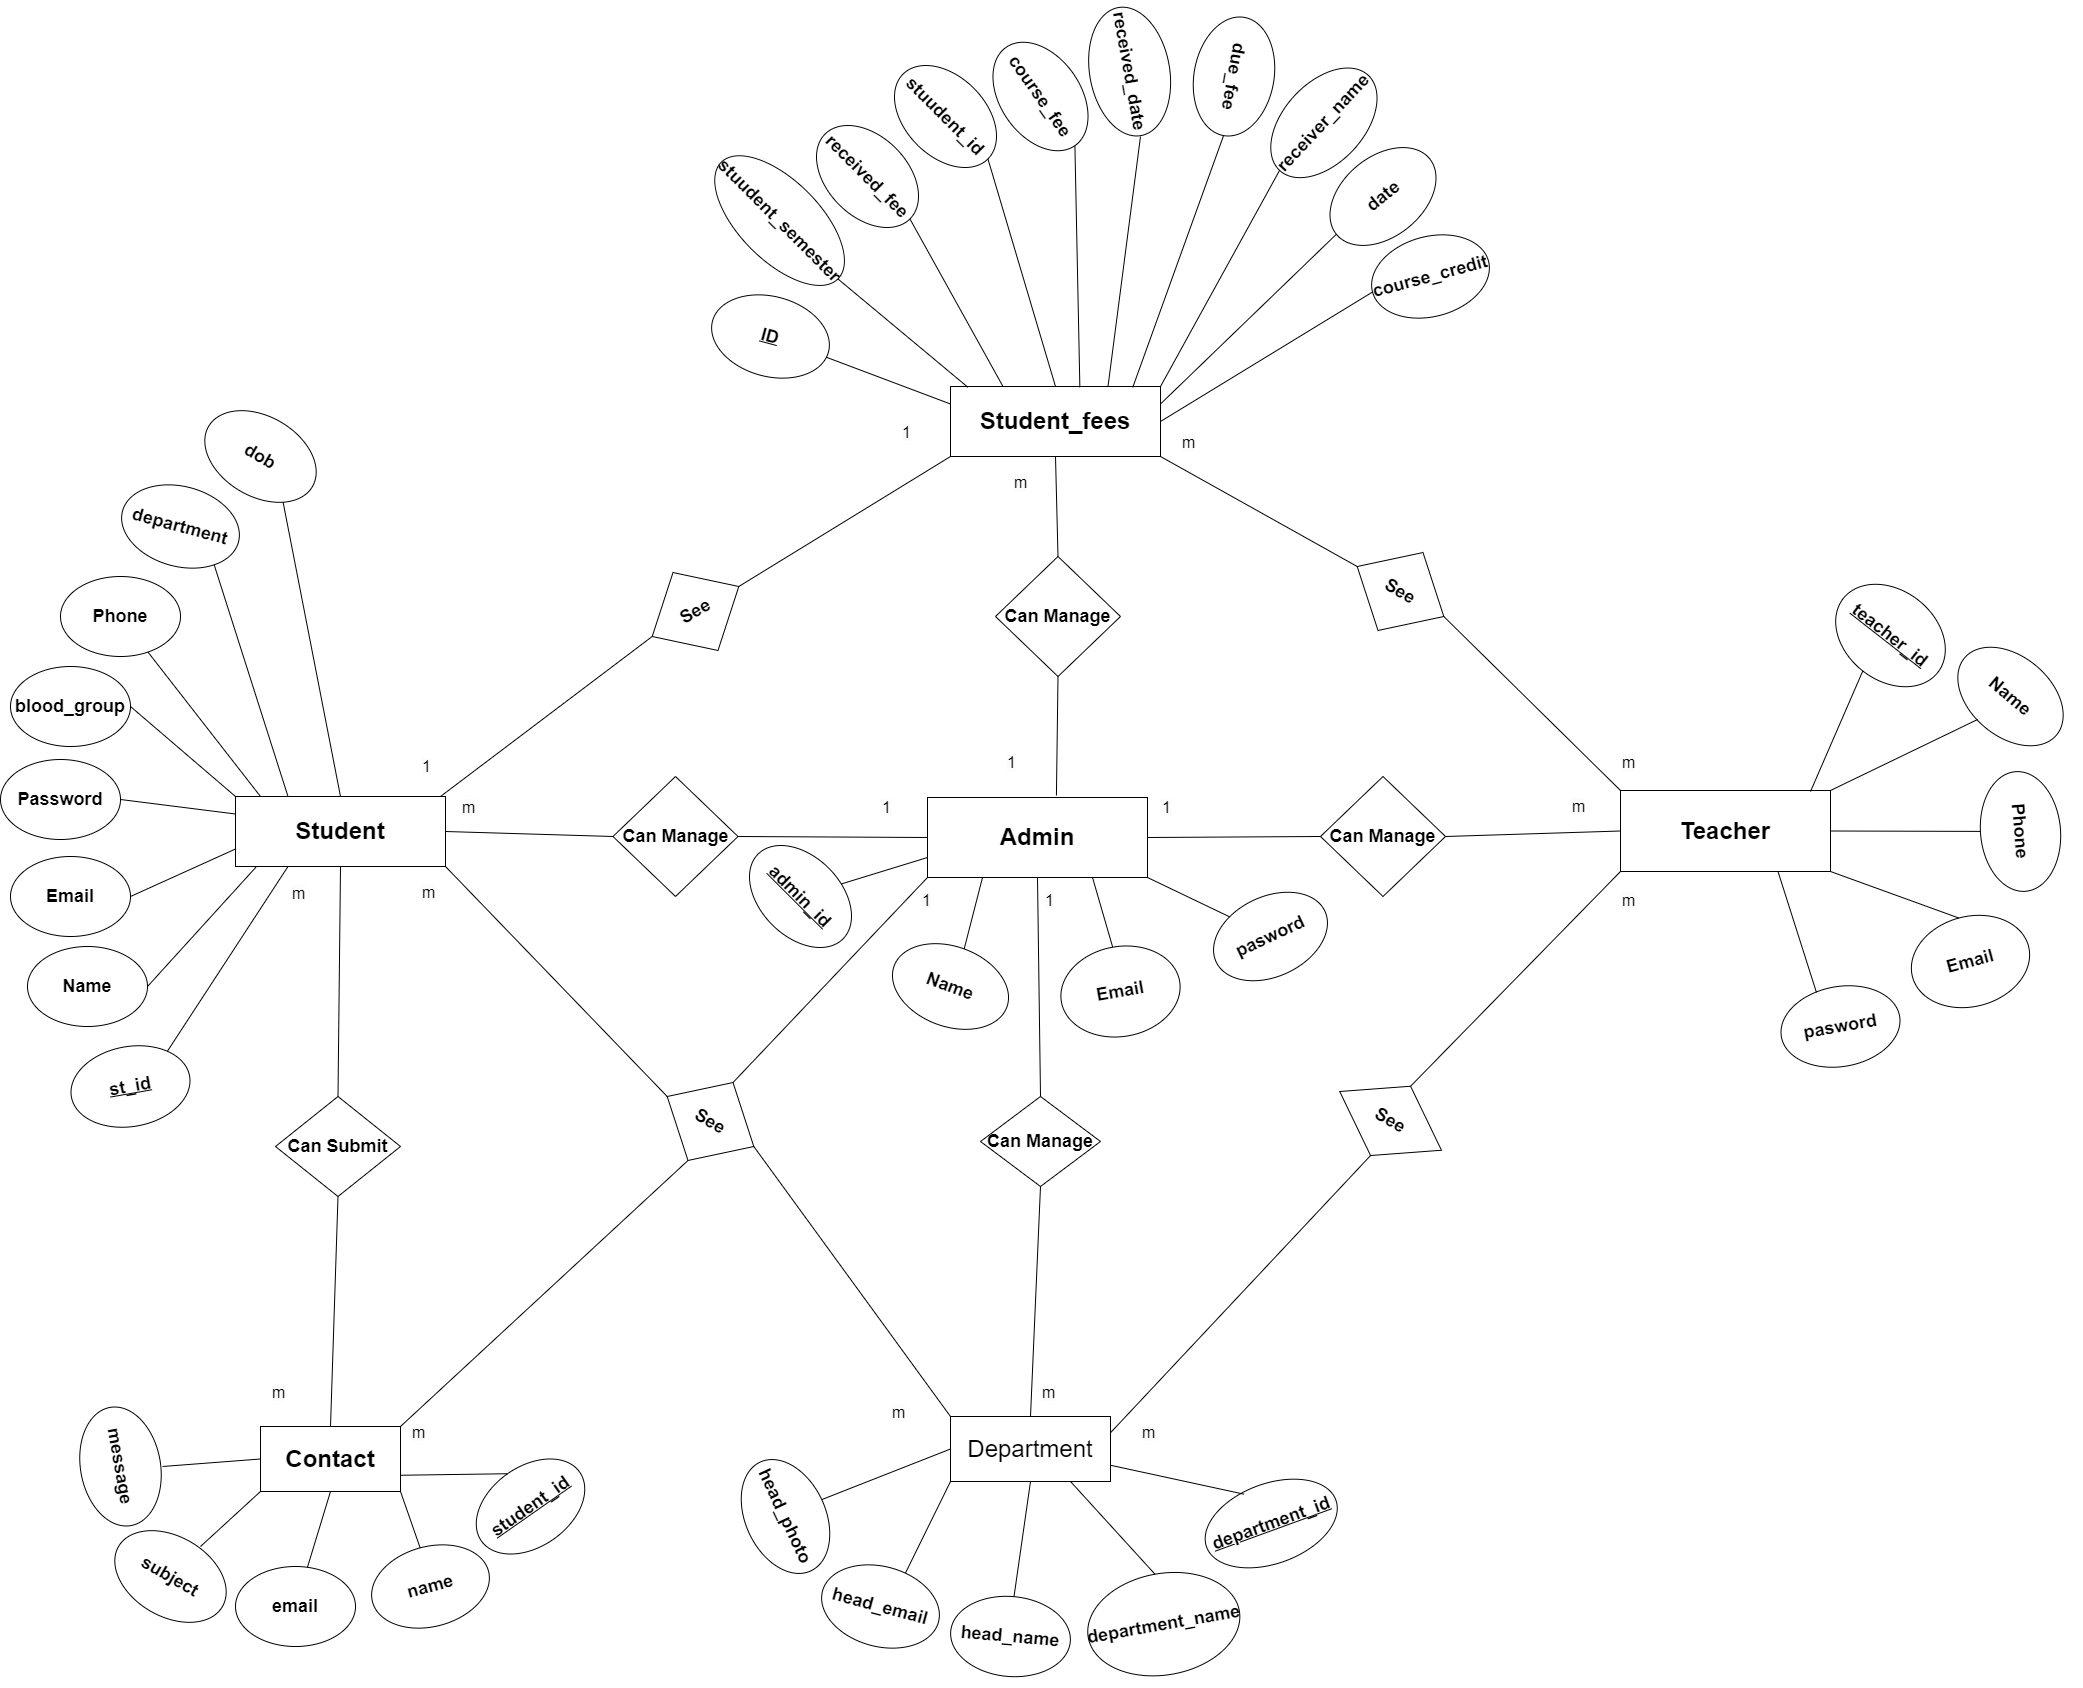 received_date
due_fee
course_fee
receiver_name
stuudent_id
received_fee
date
stuudent_semester
course_credit
ID
Student_fees
1
m
m
dob
department
Phone
blood_group
Password
Email
Name
st_id
See
Can Manage
See
teacher_id
Name
Phone
Email
pasword
1
1
m
m
Student
Can Manage
1
Admin
1
Can Manage
m
Teacher
m
m
1
1
m
admin_id
Name
Email
pasword
Can Submit
See
Can Manage
See
m
m
m
m
m
Contact
message
subject
email
name
student_id
Department
head_photo
head_email
head_name
department_name
department_id